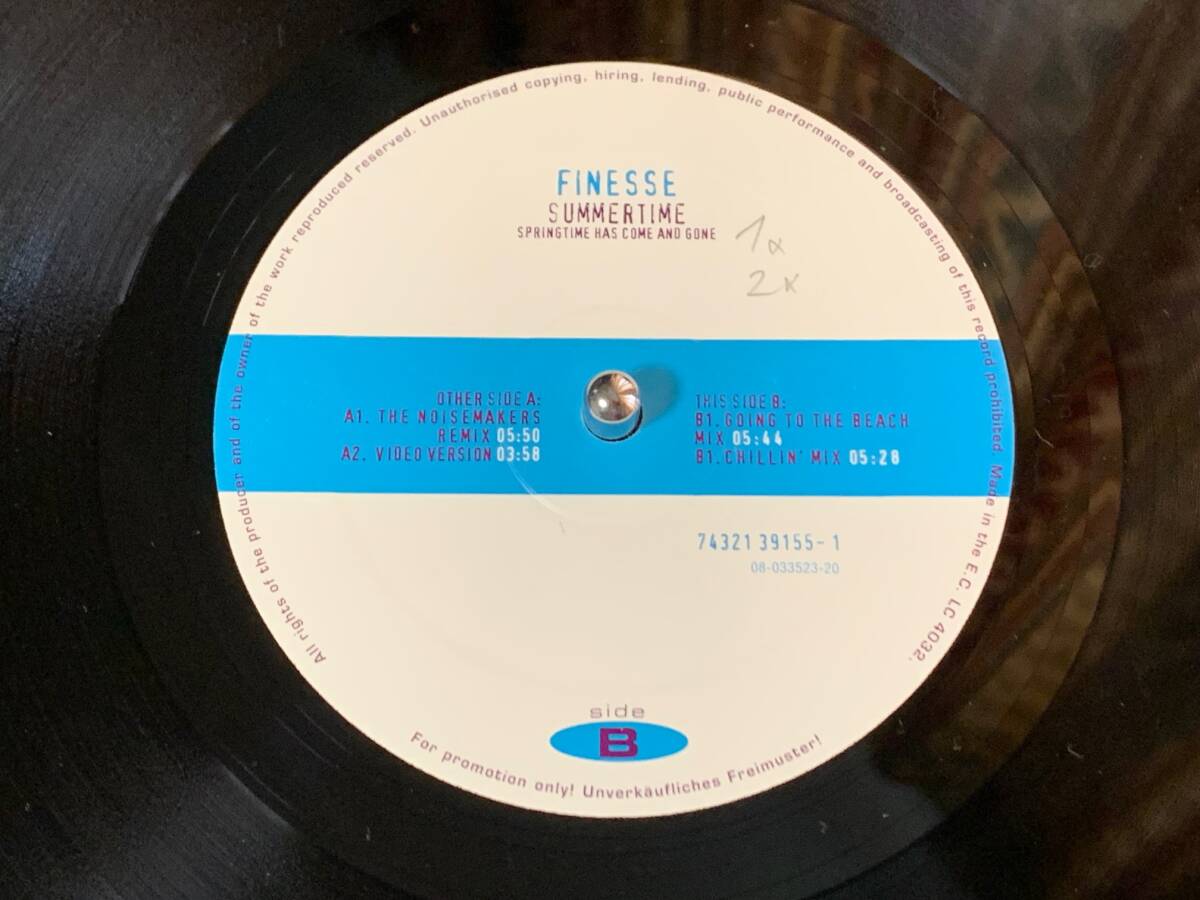 All rights of the producer and of the owner of the work reproduced reserved. Unauthorised copying, hiring, lending, public performance and broadcasting of this record prohibited. Made in the E.C. LC 4032.
FINESSE
SUMMERTIME
SPRINGTIME HAS COME AND GONE
1x
2x
OTHER SIDE A:
A1. THE NOISEMAKERS
REMIX 05:50
A2. VIDEO VERSION 03:58
THIS SIDE B:
B1. GOING TO THE BEACH
MIX 05:44
B1. CHILLIN' MIX 05:28
74321 39155-1
08-033523-20
side
B
For promotion only! Unverkäufliches Freimuster!